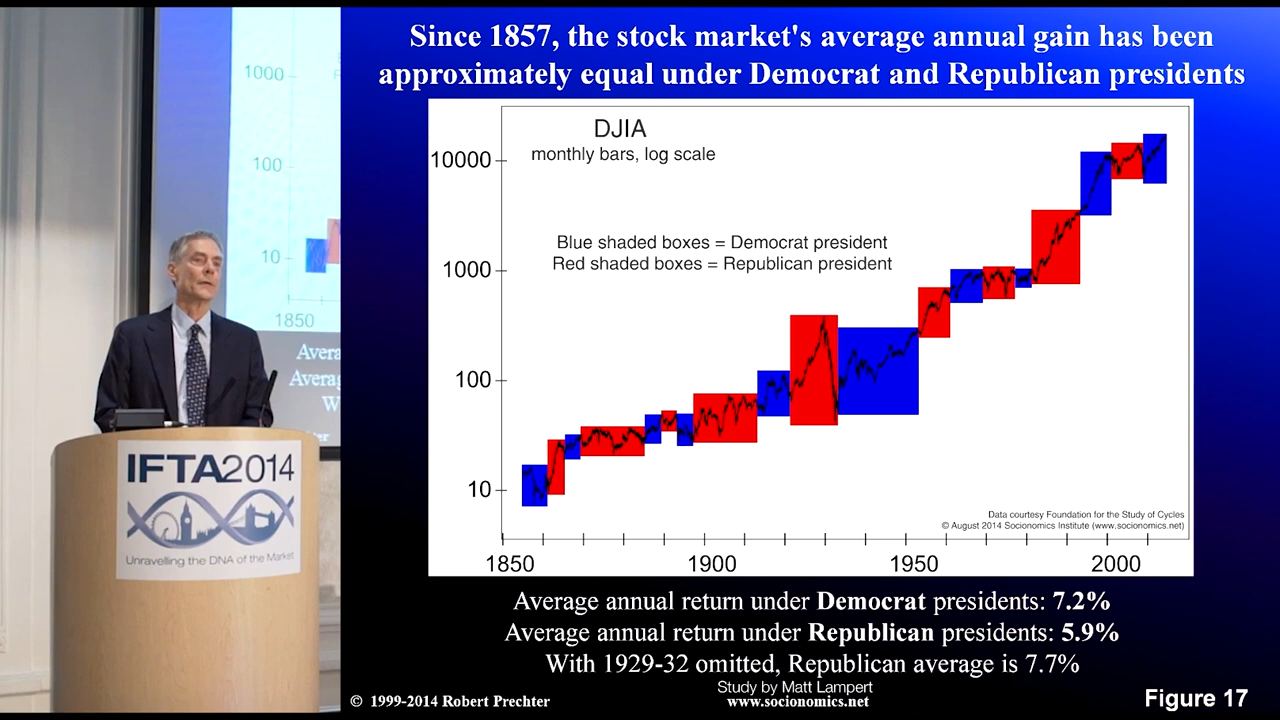 Since 1857, the stock market's average annual gain has been
approximately equal under Democrat and Republican presidents
DJIA
monthly bars, log scale
Blue shaded boxes = Democrat president
Red shaded boxes = Republican president
10000
1000
100
10
1850
1900
1950
2000
Data courtesy Foundation for the Study of Cycles
© August 2014 Socionomics Institute (www.socionomics.net)
Average annual return under Democrat presidents: 7.2%
Average annual return under Republican presidents: 5.9%
With 1929-32 omitted, Republican average is 7.7%
Study by Matt Lampert
www.socionomics.net
© 1999-2014 Robert Prechter
Figure 17
1000
100
10
1850
IFTA2014
Unravelling the DNA of the Market